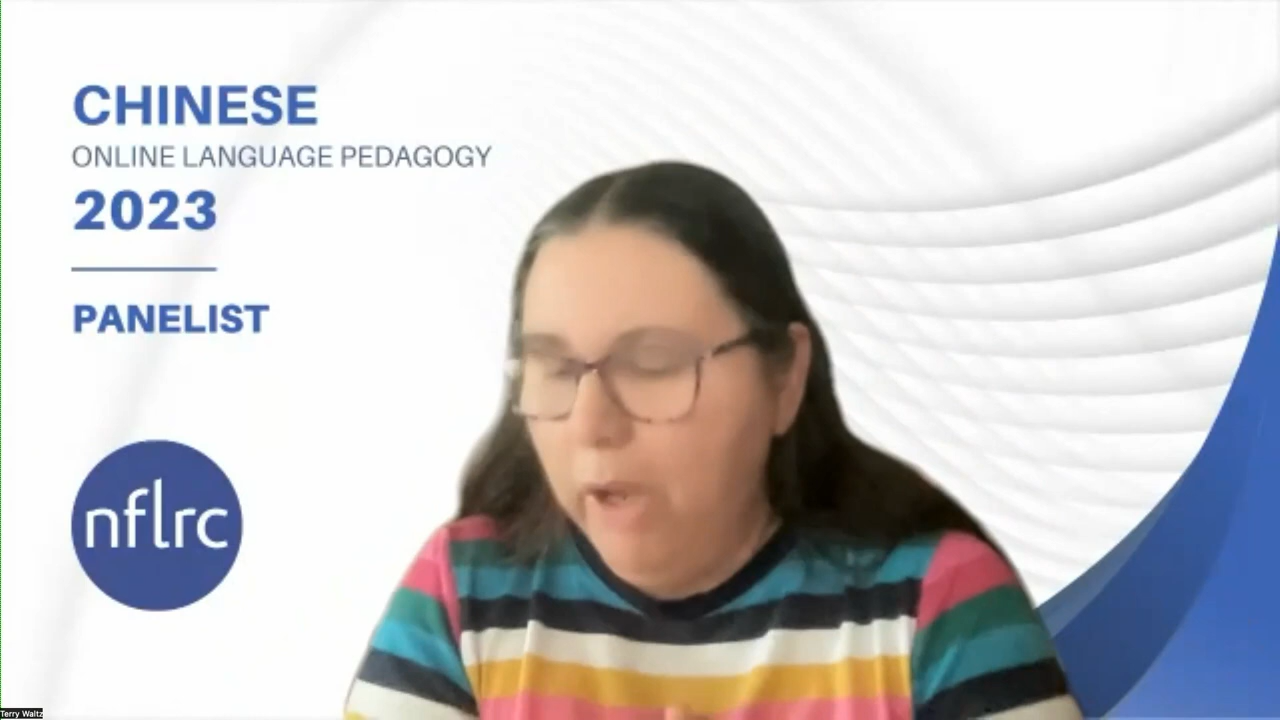 CHINESE
ONLINE LANGUAGE PEDAGOGY
2023
PANELIST
nflrc
Terry Waltz